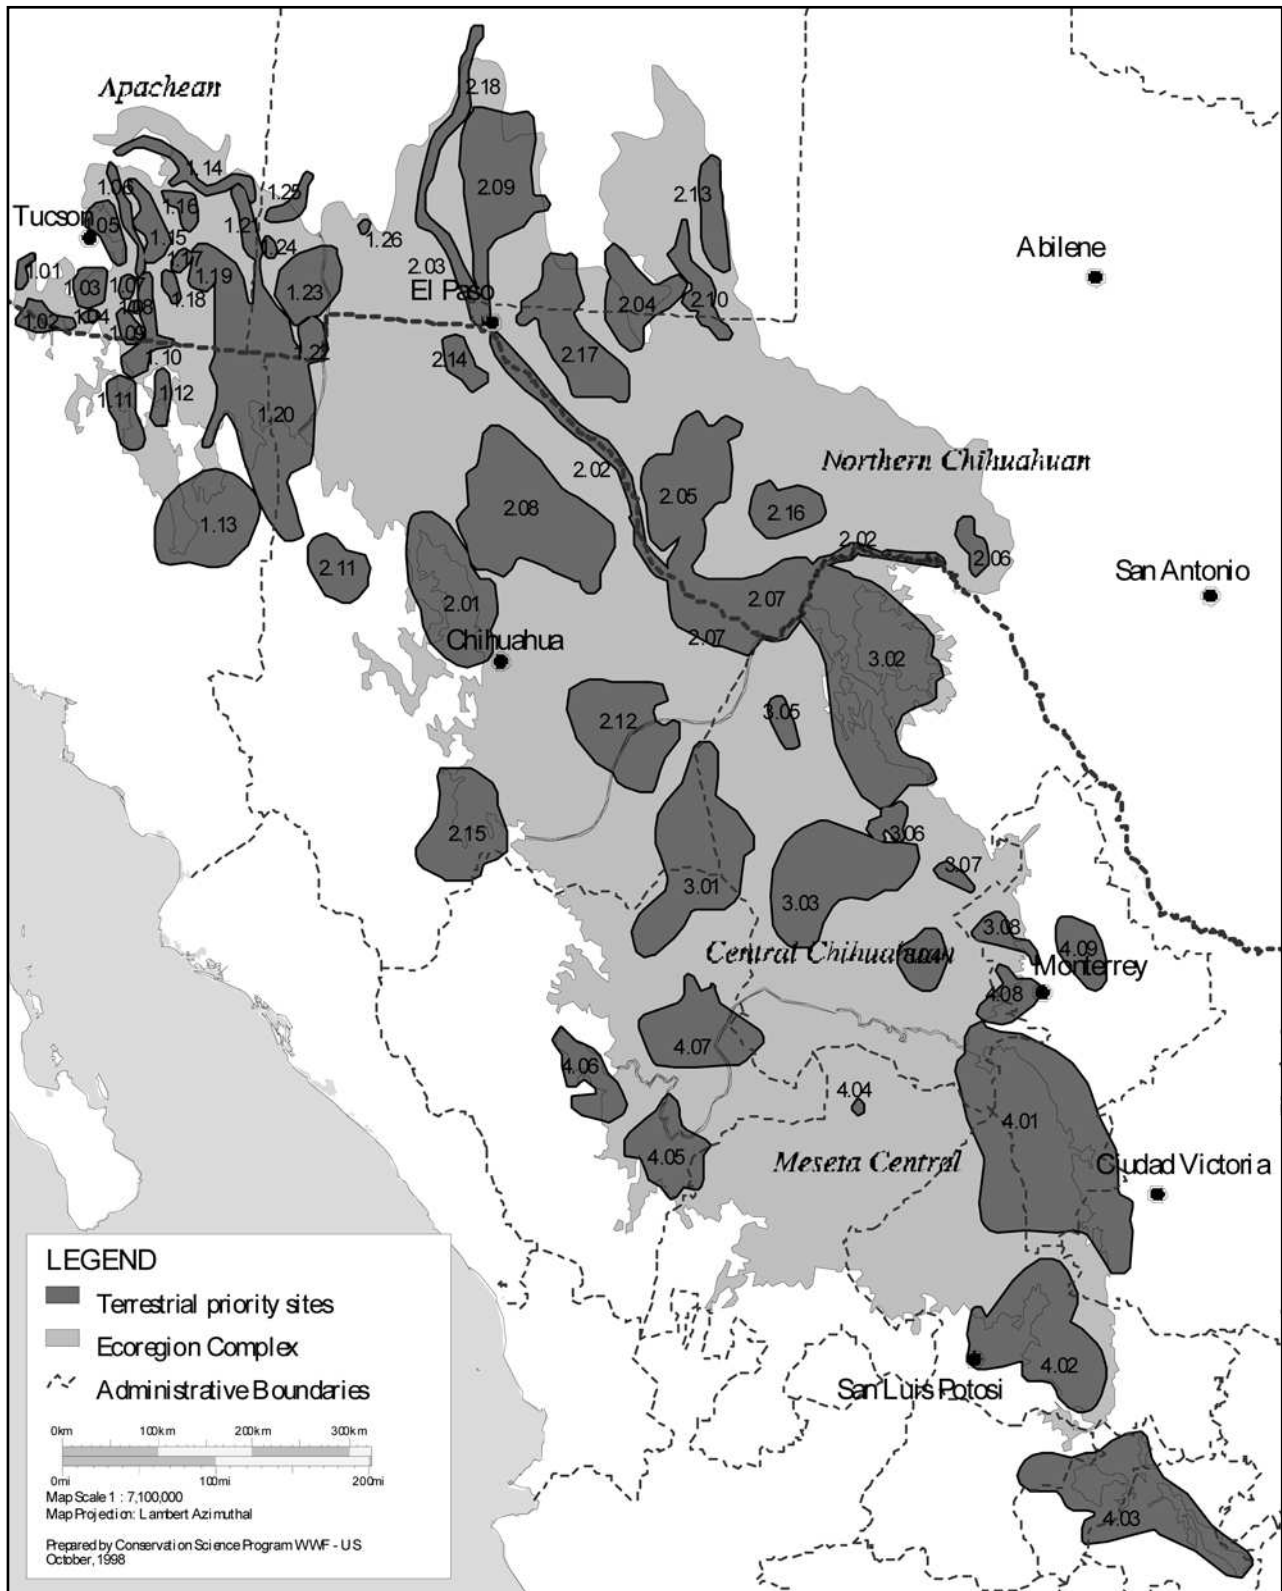 Apachean
2.18
1.14
2.09
1.06
1.25
2.13
1.16
Tucson
1.05
1.21
1.15
1.26
1.24
Abilene
1.17
2.03
1.01
1.19
1.03
1.07
El Paso
1.23
2.04
2.10
1.18
1.08
1.02
1.04
1.09
1.22
2.17
1.10
2.14
1.12
1.11
1.20
Northern Chihuahuan
2.02
2.05
2.08
2.16
1.13
2.02
2.06
2.11
San Antonio
2.01
2.07
Chihuahua
2.07
3.02
2.12
3.05
2.15
3.06
3.07
3.01
3.03
3.08
4.09
Central Chihuahuan
Monterrey
4.08
4.07
4.06
4.04
4.01
4.05
Meseta Central
Ciudad Victoria
LEGEND
Terrestrial priority sites
Ecoregion Complex
Administrative Boundaries
4.02
San Luis Potosi
0km 100km 200km 300km
0mi 100mi 200mi
Map Scale 1 : 7,100,000
Map Projection: Lambert Azimuthal
4.03
Prepared by Conservation Science Program WWF - US
October, 1998